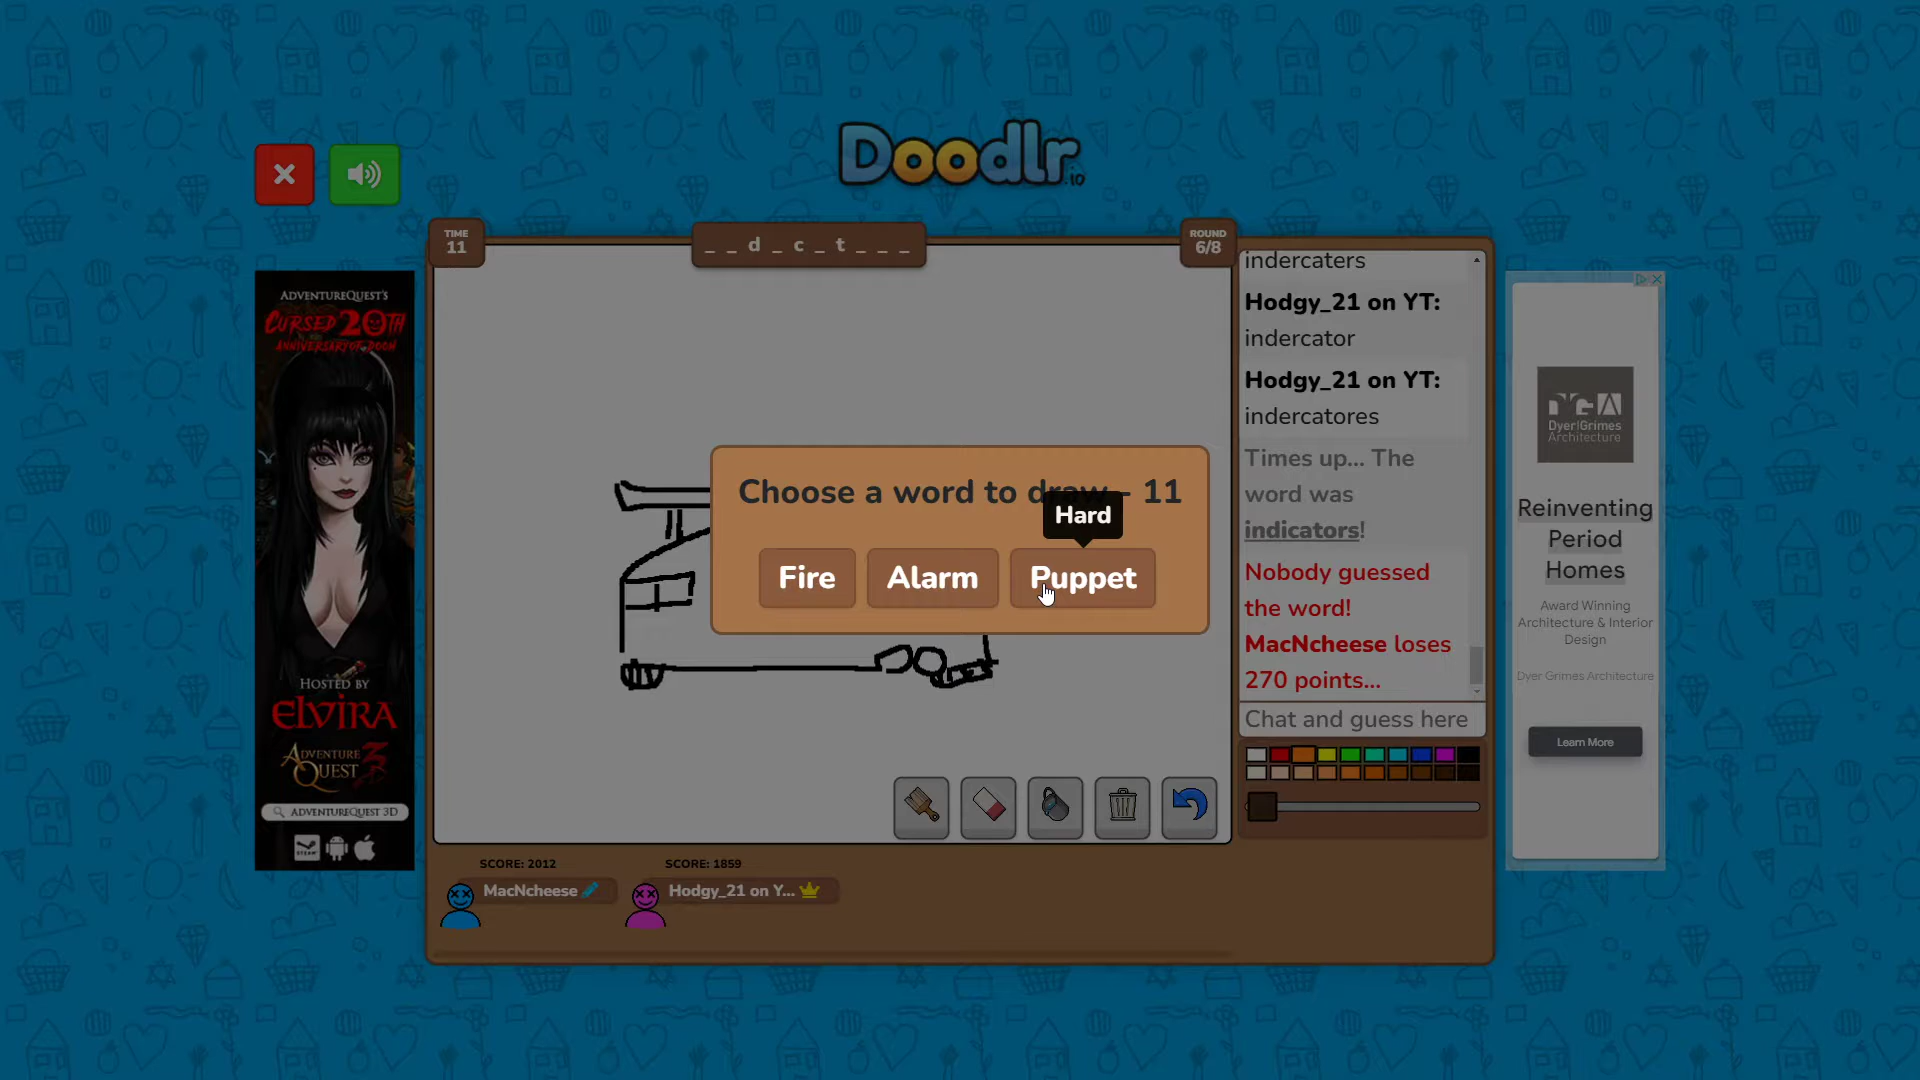 Doodlr.io
TIME
11
_ _ d _ c _ t _ _ _
ROUND
6/8
indercaters
Hodgy_21 on YT:
indercator
Hodgy_21 on YT:
indercatores
Times up... The
word was
indicators!
Nobody guessed
the word!
MacNcheese loses
270 points...
Chat and guess here
Choose a word to draw - 11
Hard
Fire
Alarm
Puppet
SCORE: 2012
MacNcheese
SCORE: 1859
Hodgy_21 on Y...
ADVENTUREQUEST'S
CURSED 20TH
ANNIVERSARY OF DOOM
HOSTED BY
ELVIRA
ADVENTURE
QUEST 3D
ADVENTUREQUEST 3D
STEAM
Dyer|Grimes
Architecture
Reinventing
Period
Homes
Award Winning
Architecture & Interior
Design
Dyer Grimes Architecture
Learn More